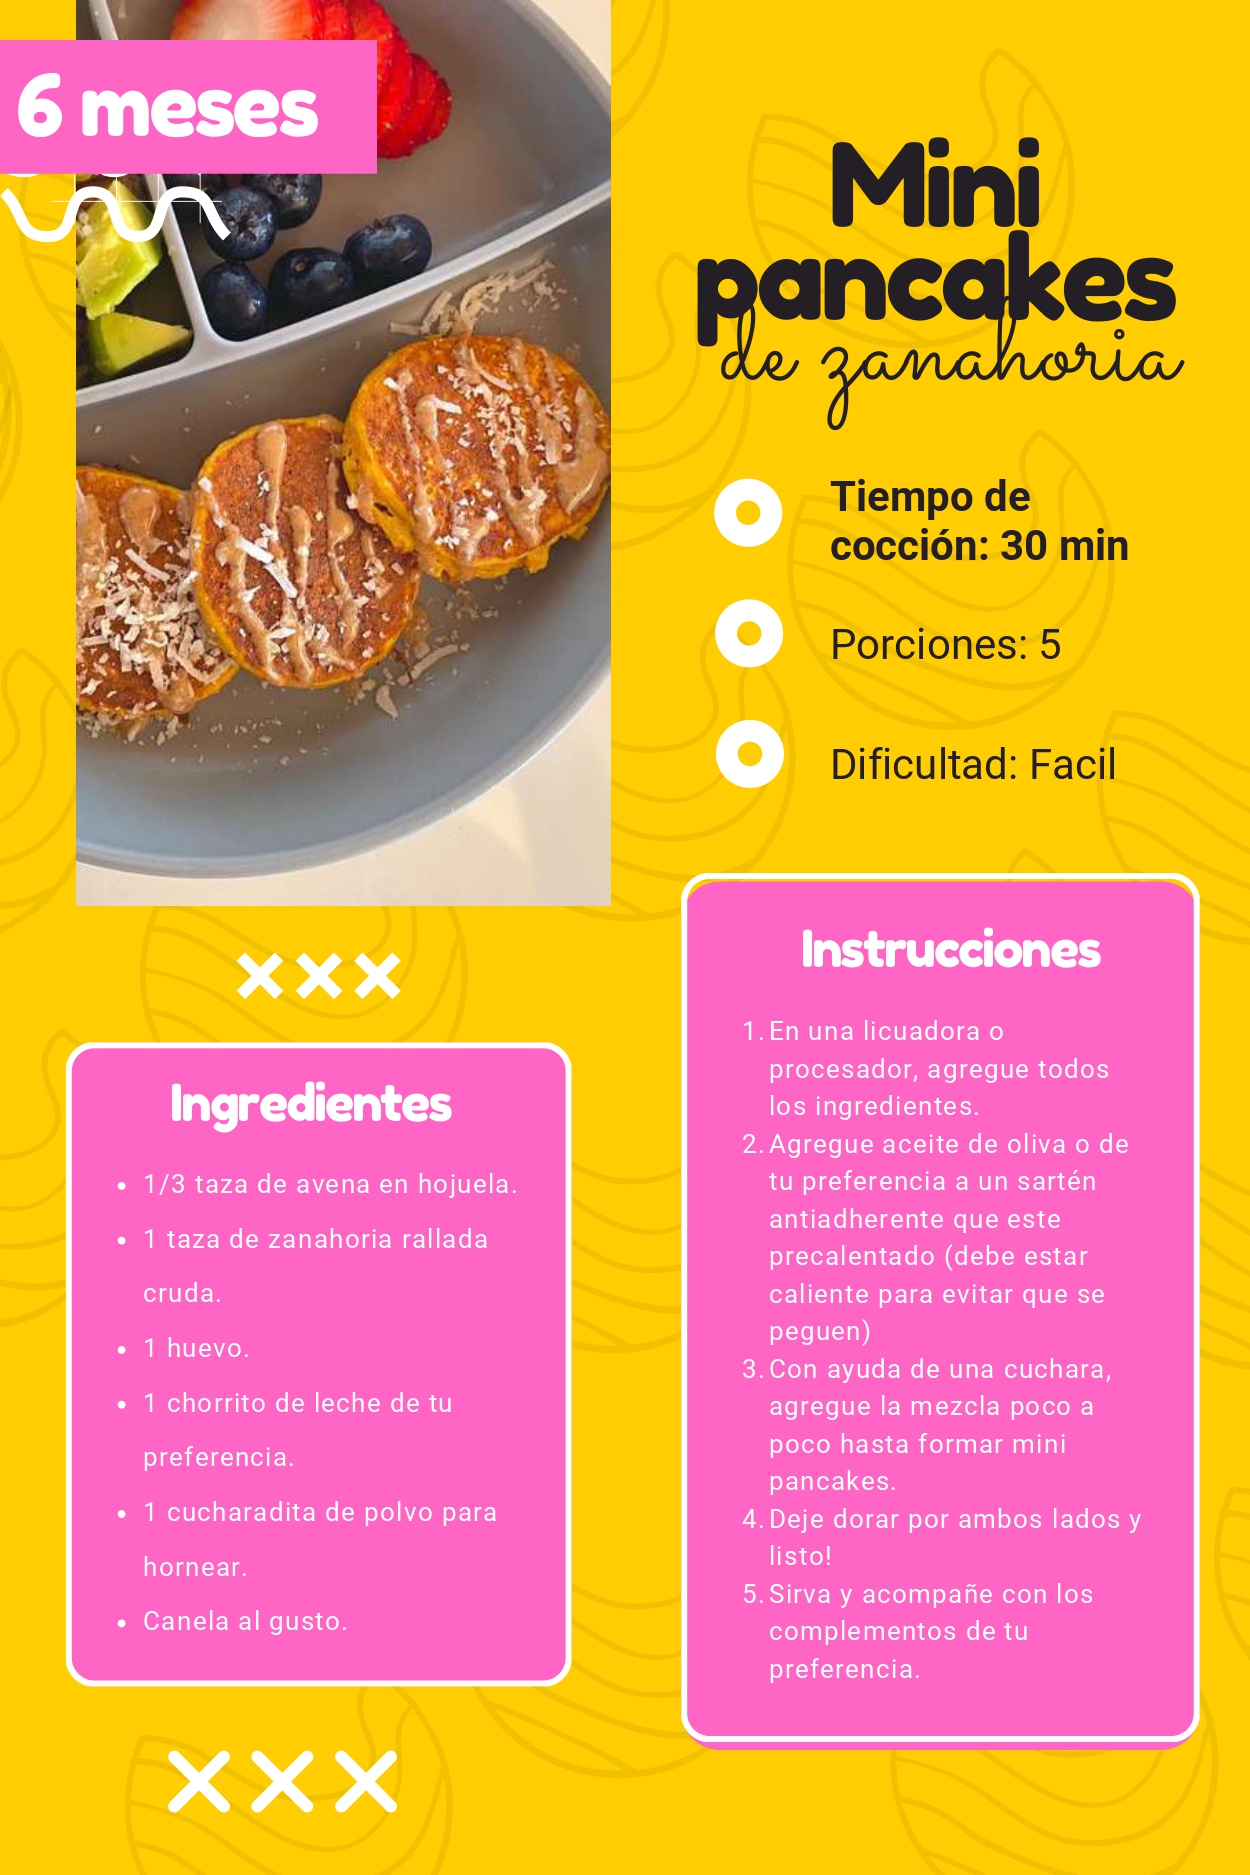 6 meses
Mini
pancakes
de zanahoria
Tiempo de
cocción: 30 min
Porciones: 5
Dificultad: Facil
Ingredientes
• 1/3 taza de avena en hojuela.
• 1 taza de zanahoria rallada
cruda.
• 1 huevo.
• 1 chorrito de leche de tu
preferencia.
• 1 cucharadita de polvo para
hornear.
• Canela al gusto.
Instrucciones
1. En una licuadora o
procesador, agregue todos
los ingredientes.
2. Agregue aceite de oliva o de
tu preferencia a un sartén
antiadherente que este
precalentado (debe estar
caliente para evitar que se
peguen)
3. Con ayuda de una cuchara,
agregue la mezcla poco a
poco hasta formar mini
pancakes.
4. Deje dorar por ambos lados y
listo!
5. Sirva y acompañe con los
complementos de tu
preferencia.